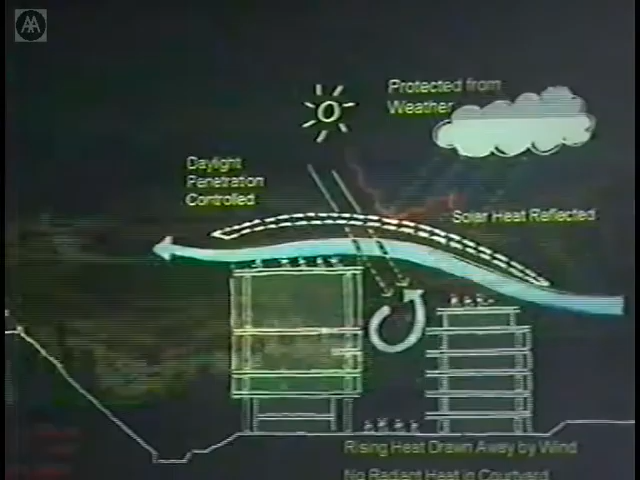 AA
Protected from
Weather
Daylight
Penetration
Controlled
Solar Heat Reflected
Rising Heat Drawn Away by Wind
No Radiant Heat in Courtyard